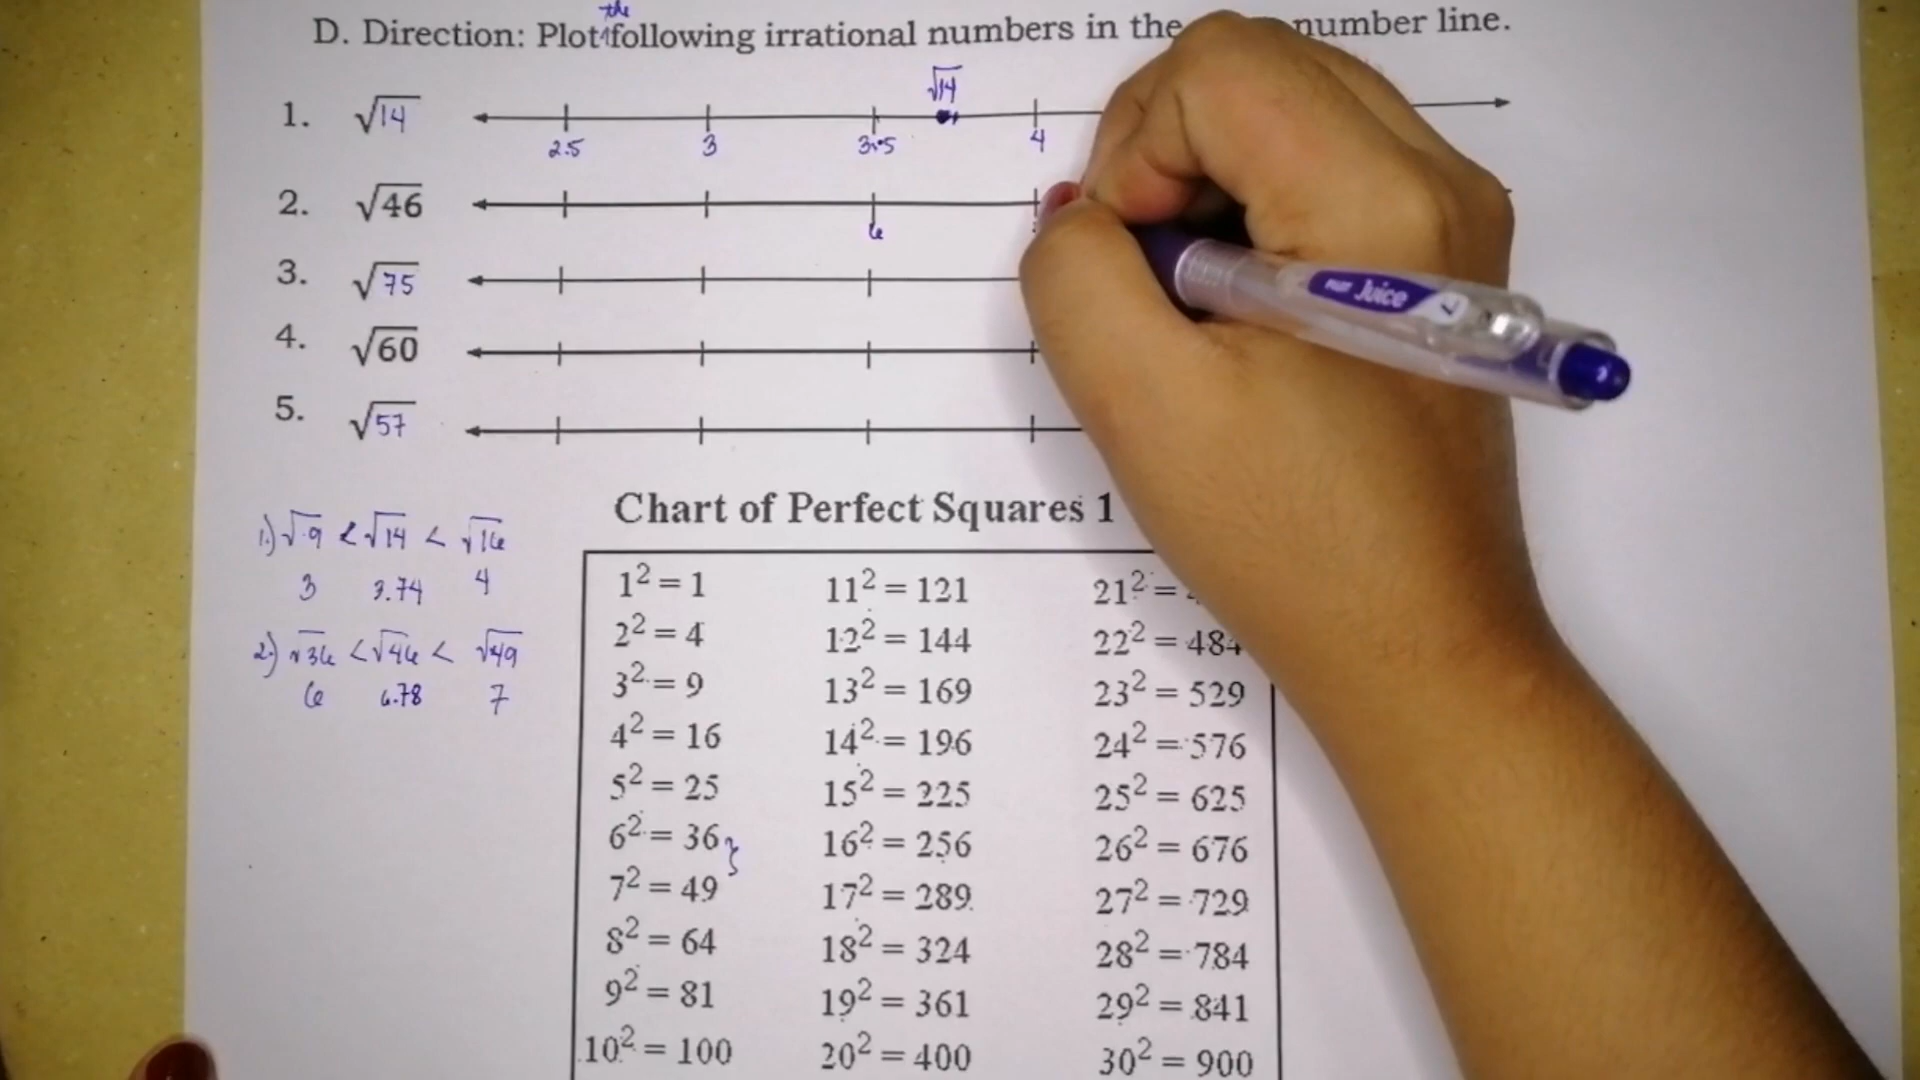 the
D. Direction: Plot following irrational numbers in the number line.
√14
1. √14
2.5 3 3.5 4
2. √46
6
3. √75
4. √60
5. √57
Juice
Chart of Perfect Squares 1
1.) √9 < √14 < √16
3 3.74 4
2.) √36 < √46 < √49
6 6.78 7
1² = 1 11² = 121 21² =
2² = 4 12² = 144 22² = 484
3² = 9 13² = 169 23² = 529
4² = 16 14² = 196 24² = 576
5² = 25 15² = 225 25² = 625
6² = 36 16² = 256 26² = 676
7² = 49 17² = 289 27² = 729
8² = 64 18² = 324 28² = 784
9² = 81 19² = 361 29² = 841
10² = 100 20² = 400 30² = 900